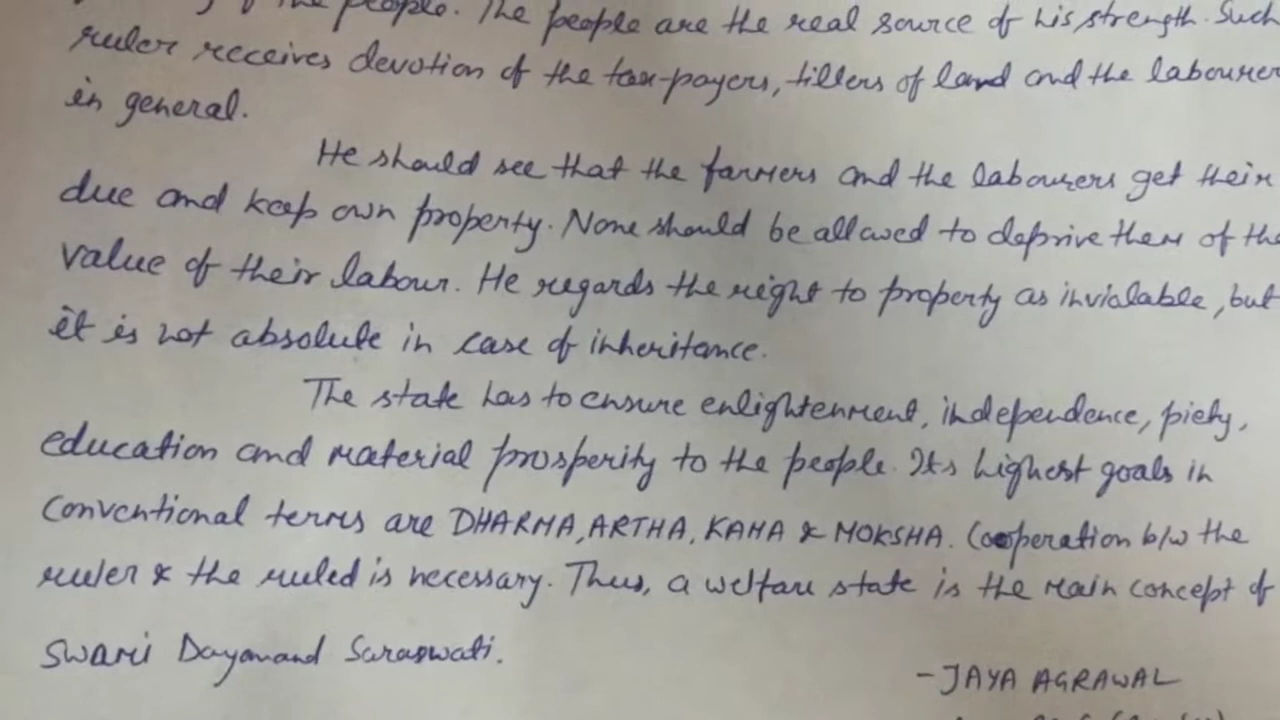 of the people. The people are the real source of his strength. Such
ruler receives devotion of the tax-payers, tillers of land and the labourer
in general.
He should see that the farmers and the labourers get their
due and keep own property. None should be allowed to deprive them of the
value of their labour. He regards the right to property as inviolable, but
it is not absolute in case of inheritance.
The state has to ensure enlightenment, independence, piety,
education and material prosperity to the people. Its highest goals in
conventional terms are DHARMA, ARTHA, KAMA & MOKSHA. Cooperation b/w the
ruler & the ruled is necessary. Thus, a welfare state is the main concept of
Swami Dayanand Saraswati.
- JAYA AGRAWAL